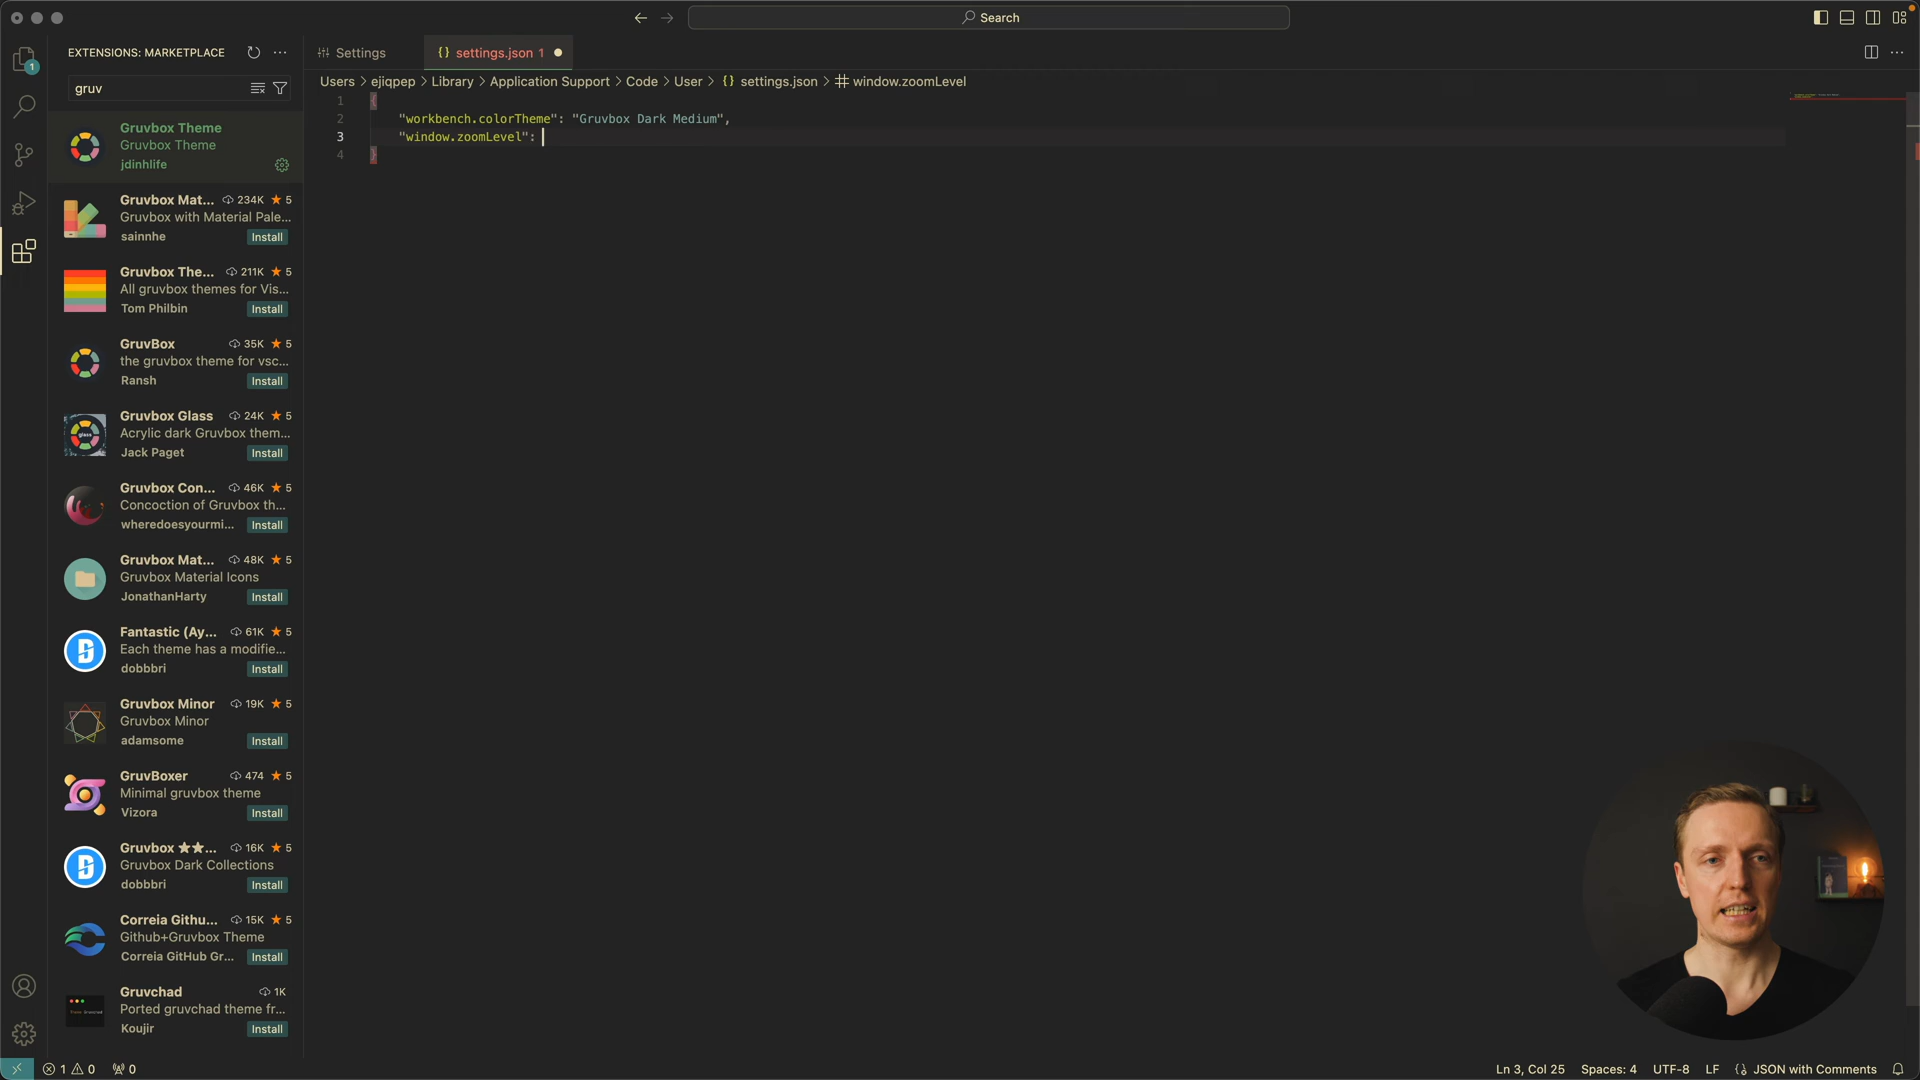 Search
EXTENSIONS: MARKETPLACE
gruv
Gruvbox Theme
Gruvbox Theme
jdinhlife
Gruvbox Mat... 234K ★ 5
Gruvbox with Material Pale...
sainnhe Install
Gruvbox The... 211K ★ 5
All gruvbox themes for Vis...
Tom Philbin Install
GruvBox 35K ★ 5
the gruvbox theme for vsc...
Ransh Install
Gruvbox Glass 24K ★ 5
Acrylic dark Gruvbox them...
Jack Paget Install
Gruvbox Con... 46K ★ 5
Concoction of Gruvbox th...
wheredoesyourmi... Install
Gruvbox Mat... 48K ★ 5
Gruvbox Material Icons
JonathanHarty Install
Fantastic (Ay... 61K ★ 5
Each theme has a modifie...
dobbbri Install
Gruvbox Minor 19K ★ 5
Gruvbox Minor
adamsome Install
GruvBoxer 474 ★ 5
Minimal gruvbox theme
Vizora Install
Gruvbox ★★... 16K ★ 5
Gruvbox Dark Collections
dobbbri Install
Correia Githu... 15K ★ 5
Github+Gruvbox Theme
Correia GitHub Gr... Install
Gruvchad 1K
Ported gruvchad theme fr...
Koujir Install
Settings {} settings.json 1
Users > ejiqpep > Library > Application Support > Code > User > {} settings.json > window.zoomLevel
1 {
2 "workbench.colorTheme": "Gruvbox Dark Medium",
3 "window.zoomLevel":
4 }
1
1 0 0
Ln 3, Col 25 Spaces: 4 UTF-8 LF {} JSON with Comments